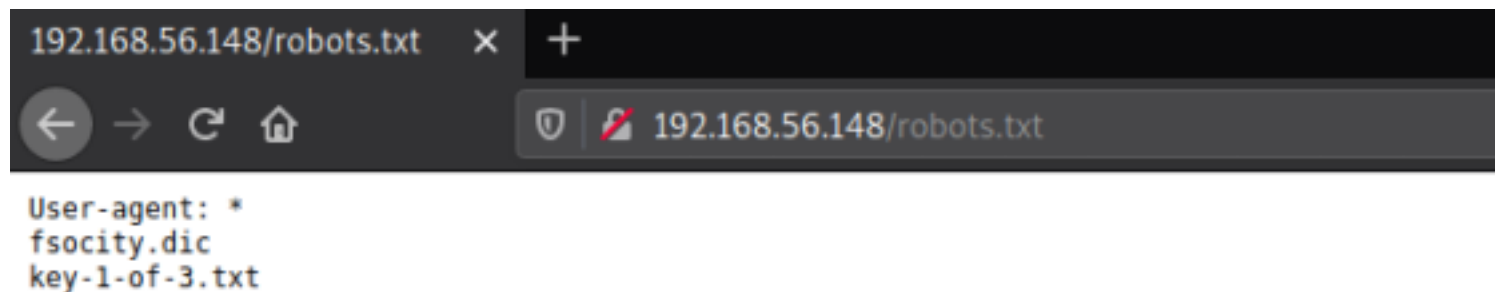 192.168.56.148/robots.txt
192.168.56.148/robots.txt
User-agent: *
fsocity.dic
key-1-of-3.txt